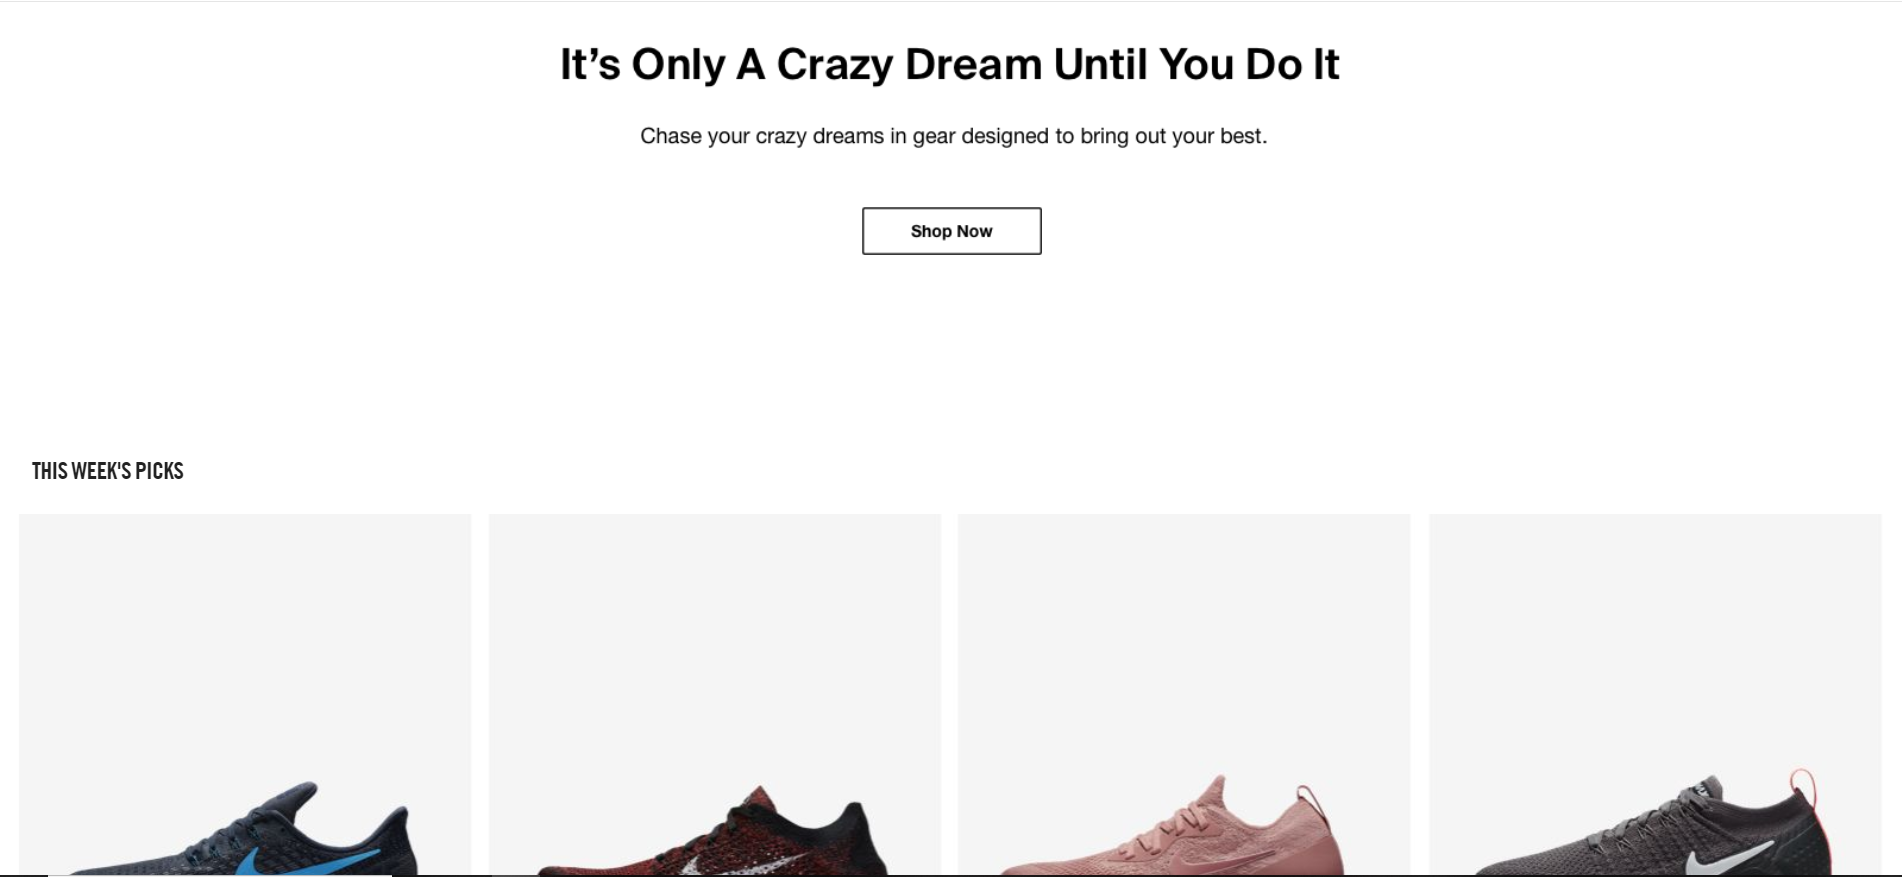 It’s Only A Crazy Dream Until You Do It
Chase your crazy dreams in gear designed to bring out your best.
Shop Now
THIS WEEK'S PICKS